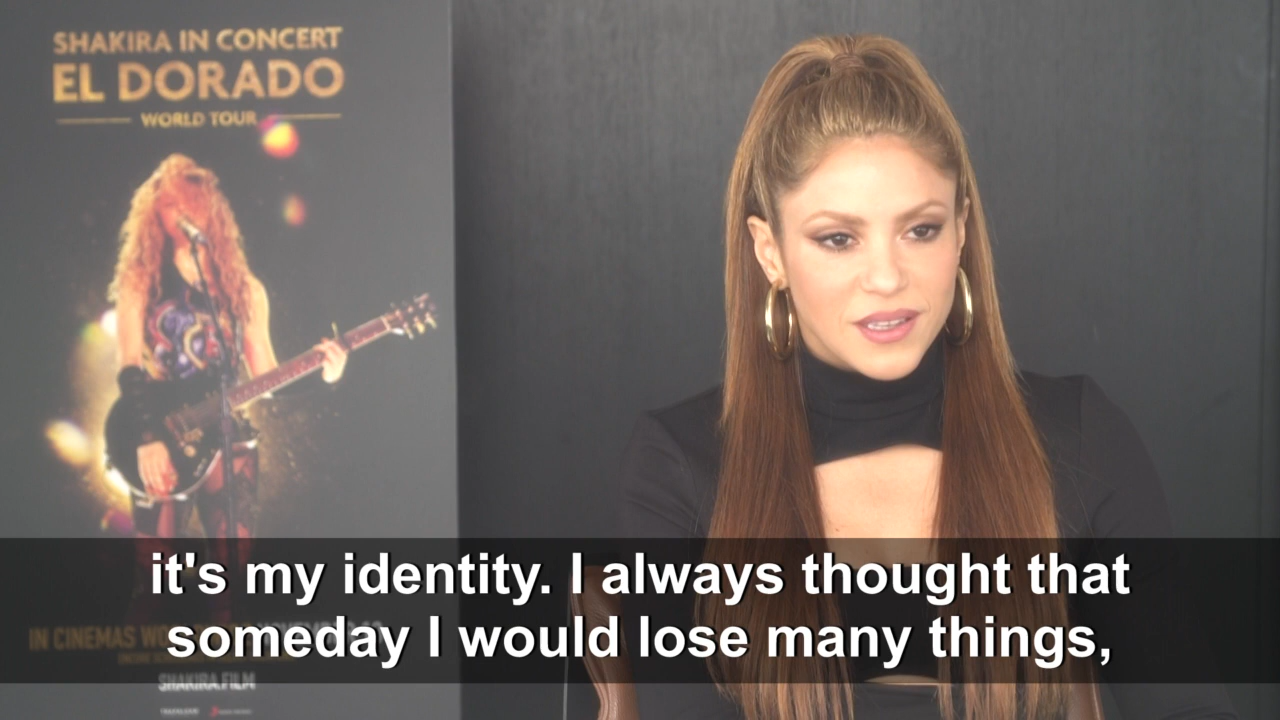 SHAKIRA IN CONCERT
EL DORADO
WORLD TOUR
it's my identity. I always thought that
someday I would lose many things,
IN CINEMAS
SHAKIRA.FILM